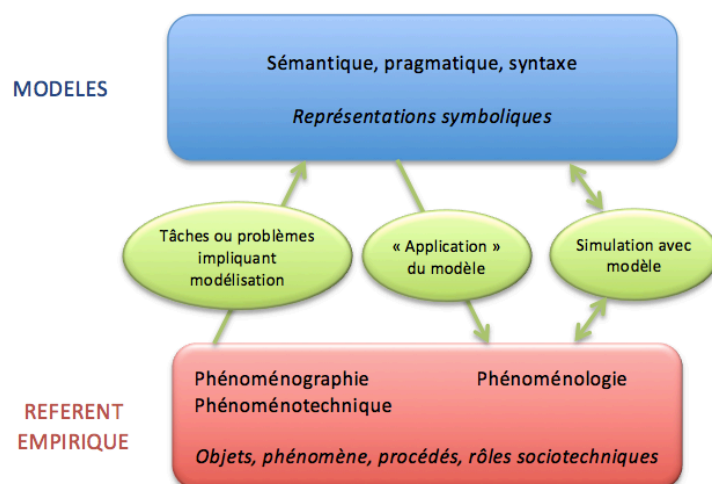 MODELES
Sémantique, pragmatique, syntaxe
Représentations symboliques
Tâches ou problèmes
impliquant
modélisation
« Application »
du modèle
Simulation avec
modèle
REFERENT
EMPIRIQUE
Phénoménographie
Phénoménotechnique
Phénoménologie
Objets, phénomène, procédés, rôles sociotechniques